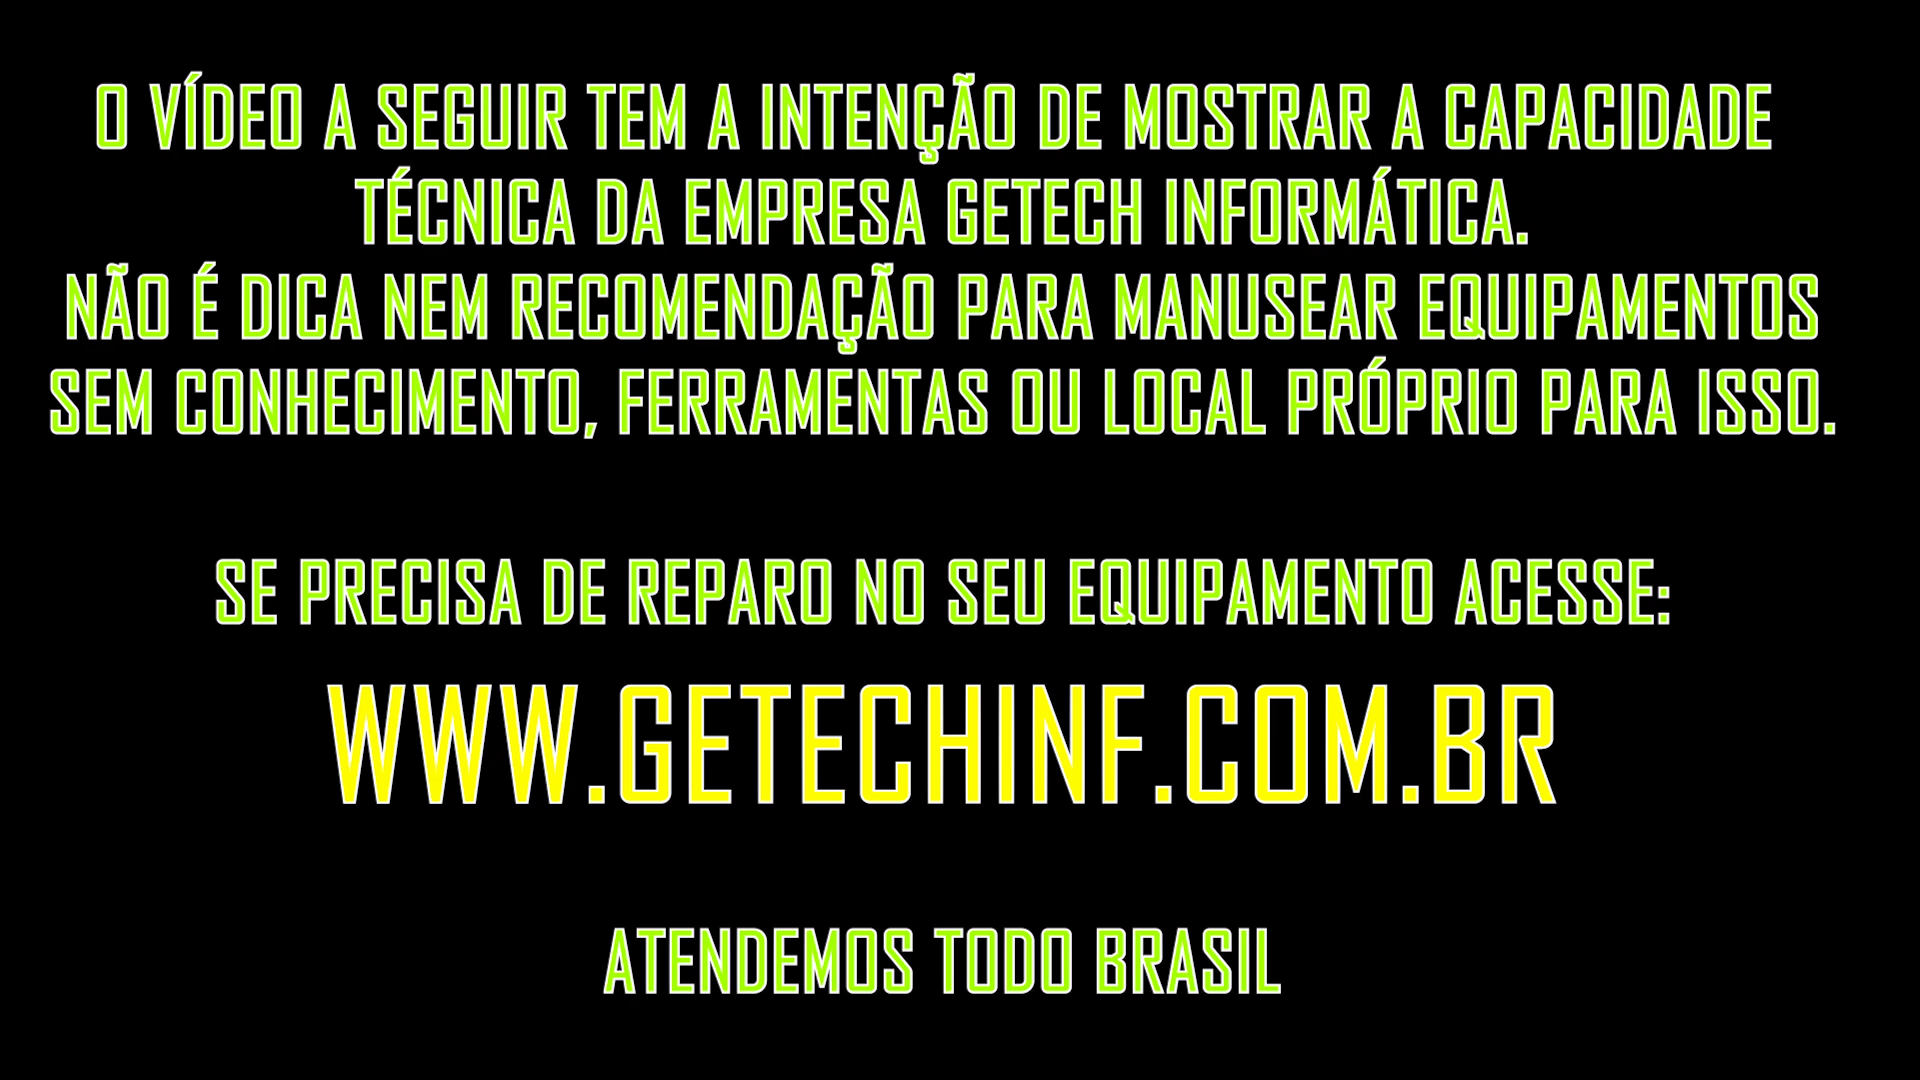 O VÍDEO A SEGUIR TEM A INTENÇÃO DE MOSTRAR A CAPACIDADE
TÉCNICA DA EMPRESA GETECH INFORMÁTICA.
NÃO É DICA NEM RECOMENDAÇÃO PARA MANUSEAR EQUIPAMENTOS
SEM CONHECIMENTO, FERRAMENTAS OU LOCAL PRÓPRIO PARA ISSO.
SE PRECISA DE REPARO NO SEU EQUIPAMENTO ACESSE:
WWW.GETECHINF.COM.BR
ATENDEMOS TODO BRASIL